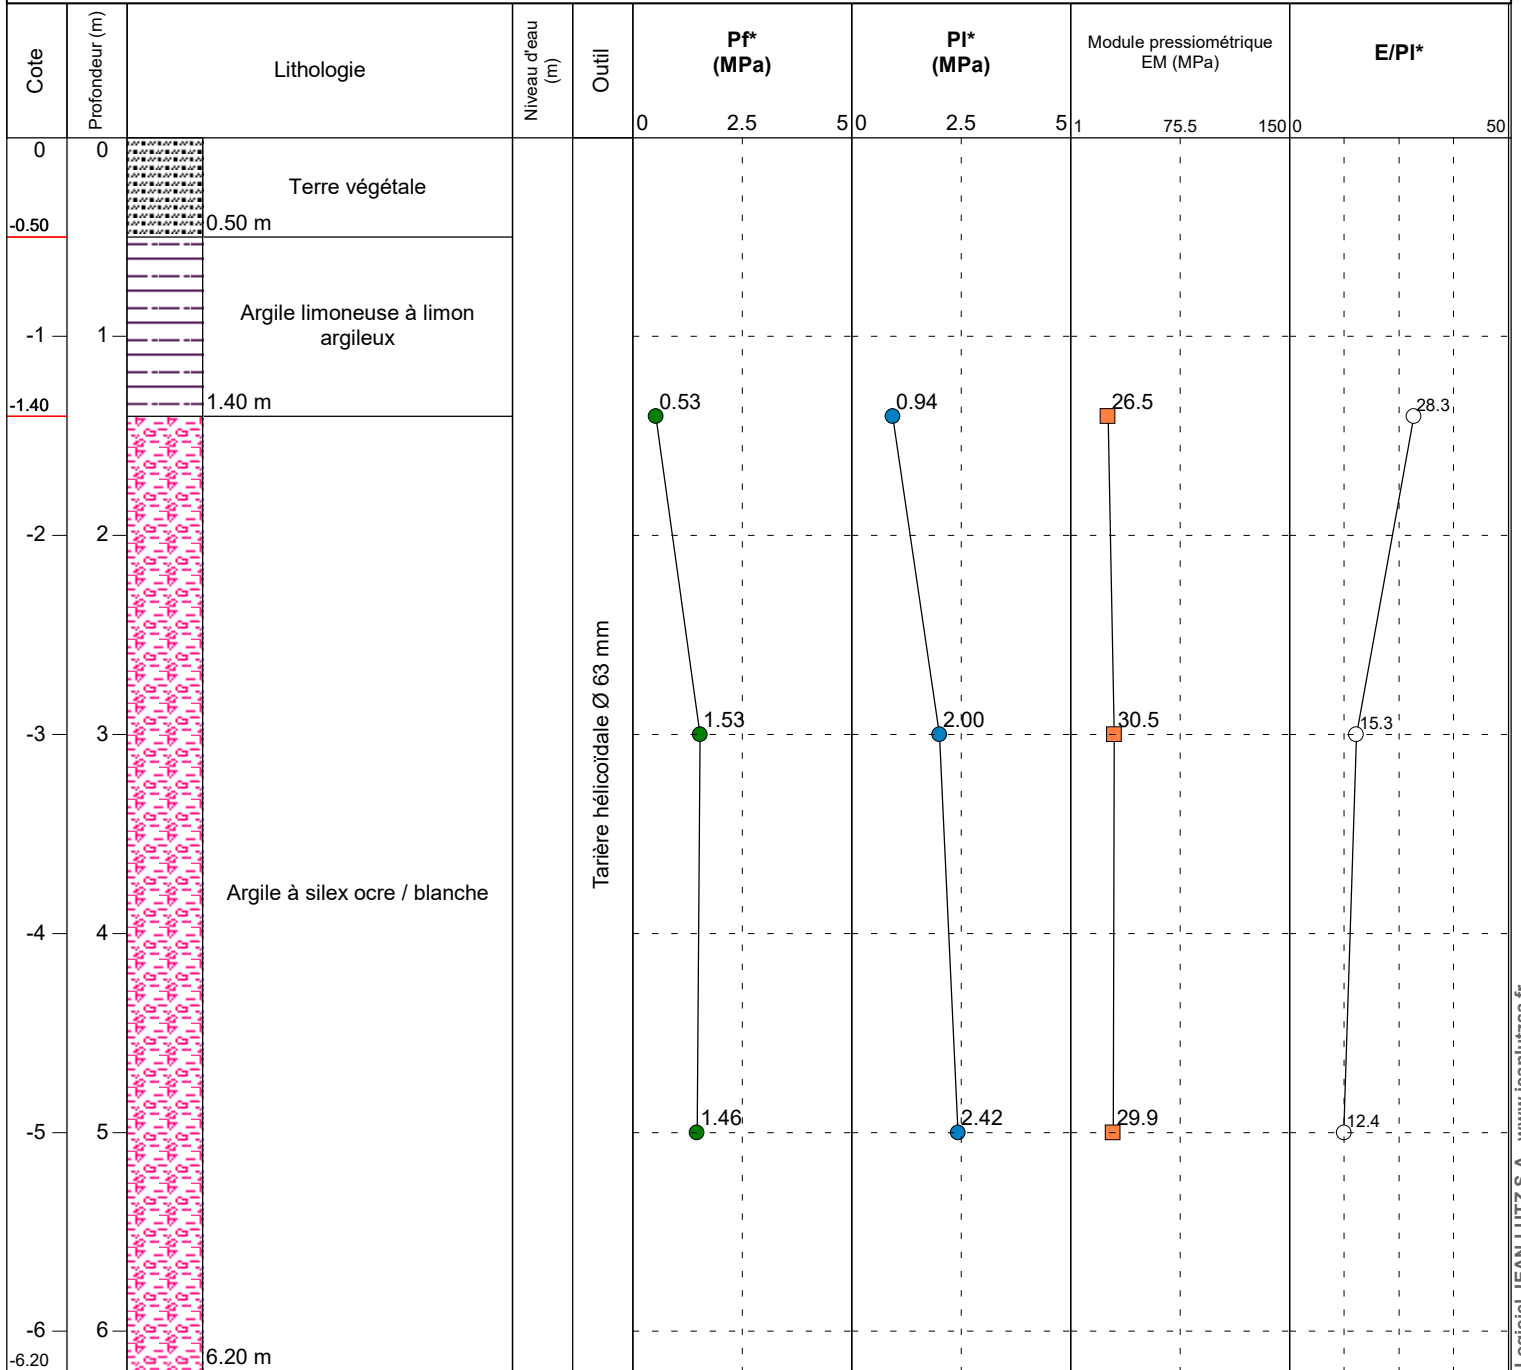 Cote
Profondeur (m)
Lithologie
Niveau d'eau
(m)
Outil
Pf*
(MPa)
Pl*
(MPa)
Module pressiométrique
EM (MPa)
E/Pl*
0 2.5 5
0 2.5 5
1 75.5 150
0 50
0 0
Terre végétale
-0.50
0.50 m
Argile limoneuse à limon
argileux
-1 1
-1.40
1.40 m
0.53 0.94 26.5 28.3
-2 2
Tarière hélicoïdale Ø 63 mm
-3 3
1.53 2.00 30.5 15.3
Argile à silex ocre / blanche
-4 4
-5 5
1.46 2.42 29.9 12.4
-6 6
-6.20
6.20 m
JEAN LUTZ S.A